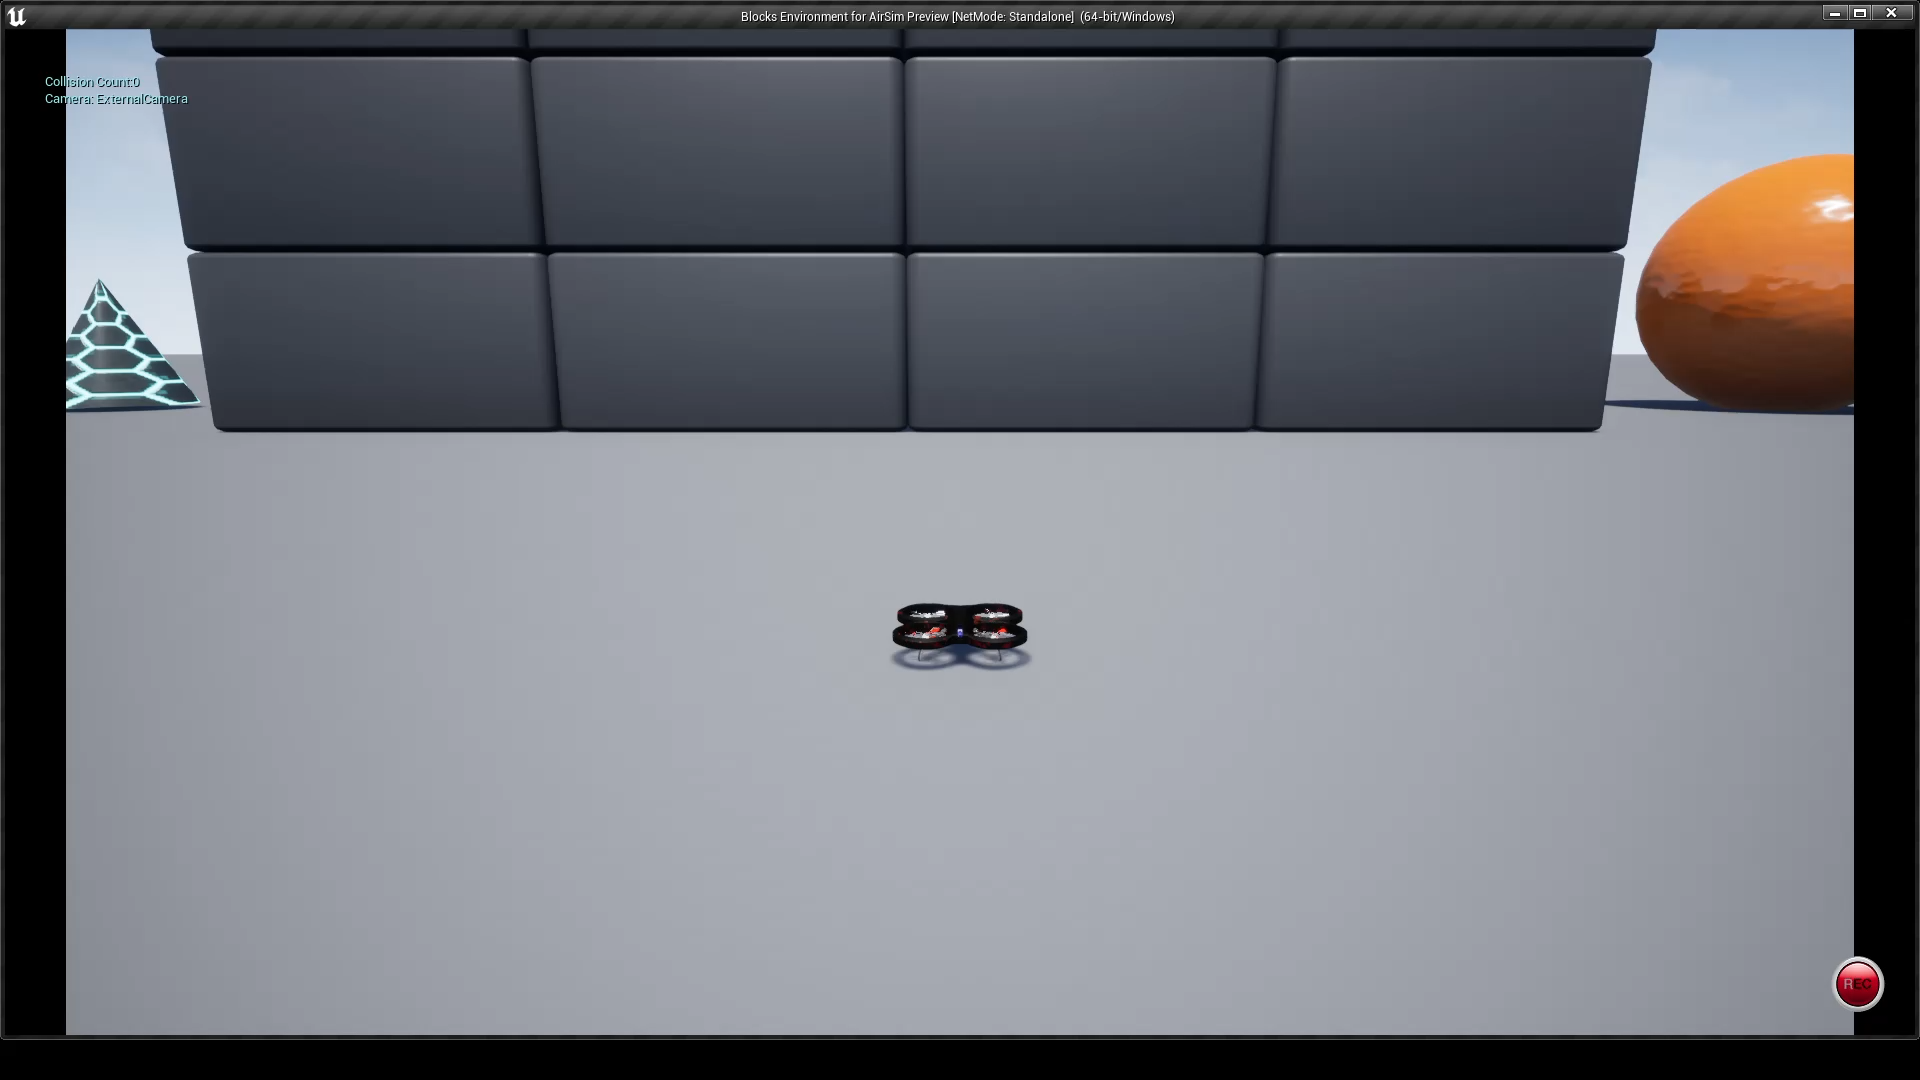 Blocks Environment for AirSim Preview [NetMode: Standalone]  (64-bit/Windows)
Collision Count:0
Camera: ExternalCamera
REC